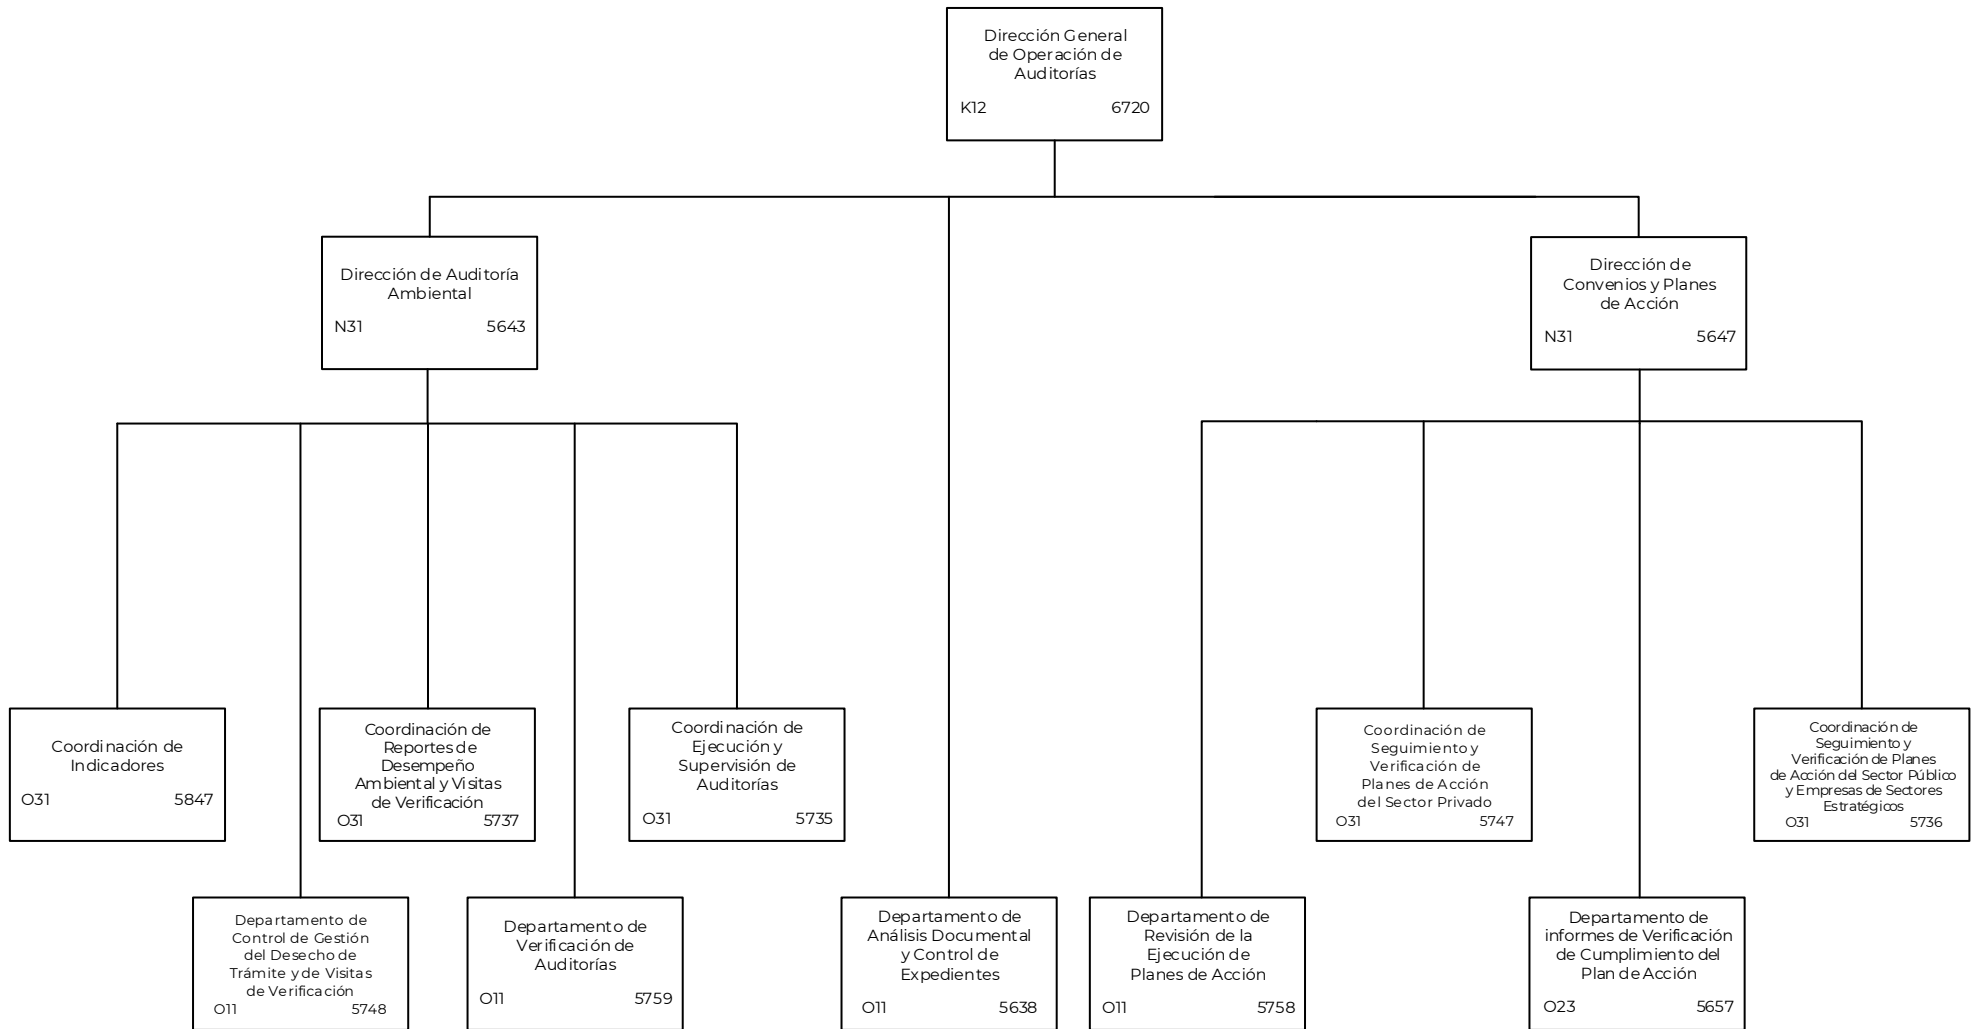 Dirección General
de Operación de
Auditorías
K12 6720
Dirección de Auditoría
Ambiental
N31 5643
Dirección de
Convenios y Planes
de Acción
N31 5647
Coordinación de
Indicadores
O31 5847
Coordinación de
Reportes de
Desempeño
Ambiental y Visitas
de Verificación
O31 5737
Coordinación de
Ejecución y
Supervisión de
Auditorías
O31 5735
Coordinación de
Seguimiento y
Verificación de
Planes de Acción
del Sector Privado
O31 5747
Coordinación de
Seguimiento y
Verificación de Planes
de Acción del Sector Público
y Empresas de Sectores
Estratégicos
O31 5736
Departamento de
Control de Gestión
del Desecho de
Trámite y de Visitas
de Verificación
O11 5748
Departamento de
Verificación de
Auditorías
O11 5759
Departamento de
Análisis Documental
y Control de
Expedientes
O11 5638
Departamento de
Revisión de la
Ejecución de
Planes de Acción
O11 5758
Departamento de
informes de Verificación
de Cumplimiento del
Plan de Acción
O23 5657